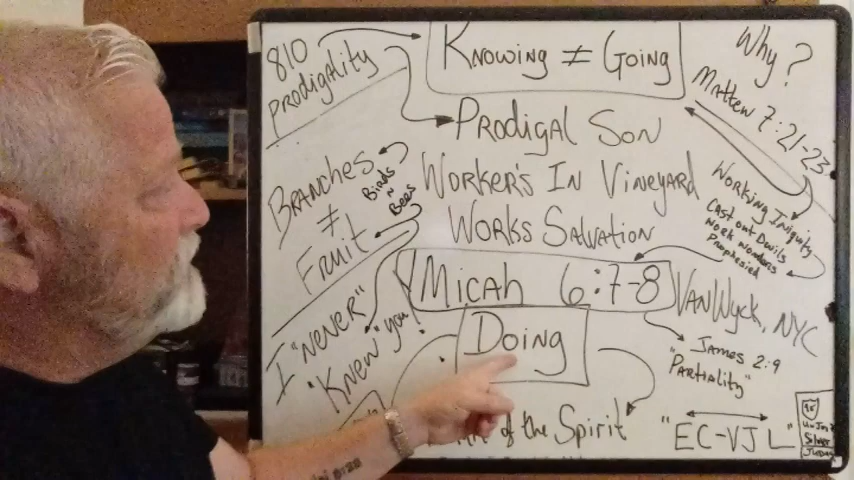 810
Prodigality
Knowing ≠ Going
Why?
Mattew 7:21-23
Prodigal Son
Branches
≠
Fruit
Birds
n
Bees
Worker's In Vineyard
Works Salvation
Working Iniquity
Cast out Devils
Work wonders
Prophesied
Micah 6:7-8
VanWyck, NYC
I "never"
"Knew" you!
Doing
James 2:9
"Partiality"
of the Spirit
"EC-VJL"
Silver